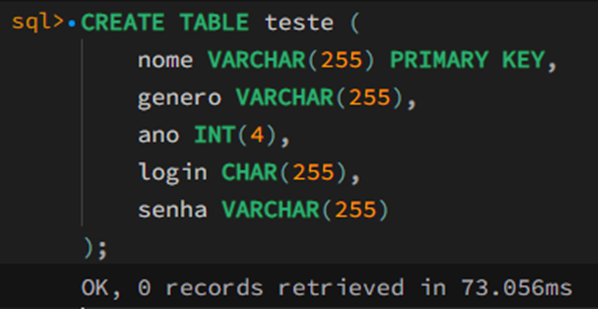 sql> CREATE TABLE teste (
nome VARCHAR(255) PRIMARY KEY,
genero VARCHAR(255),
ano INT(4),
login CHAR(255),
senha VARCHAR(255)
);
OK, 0 records retrieved in 73.056ms